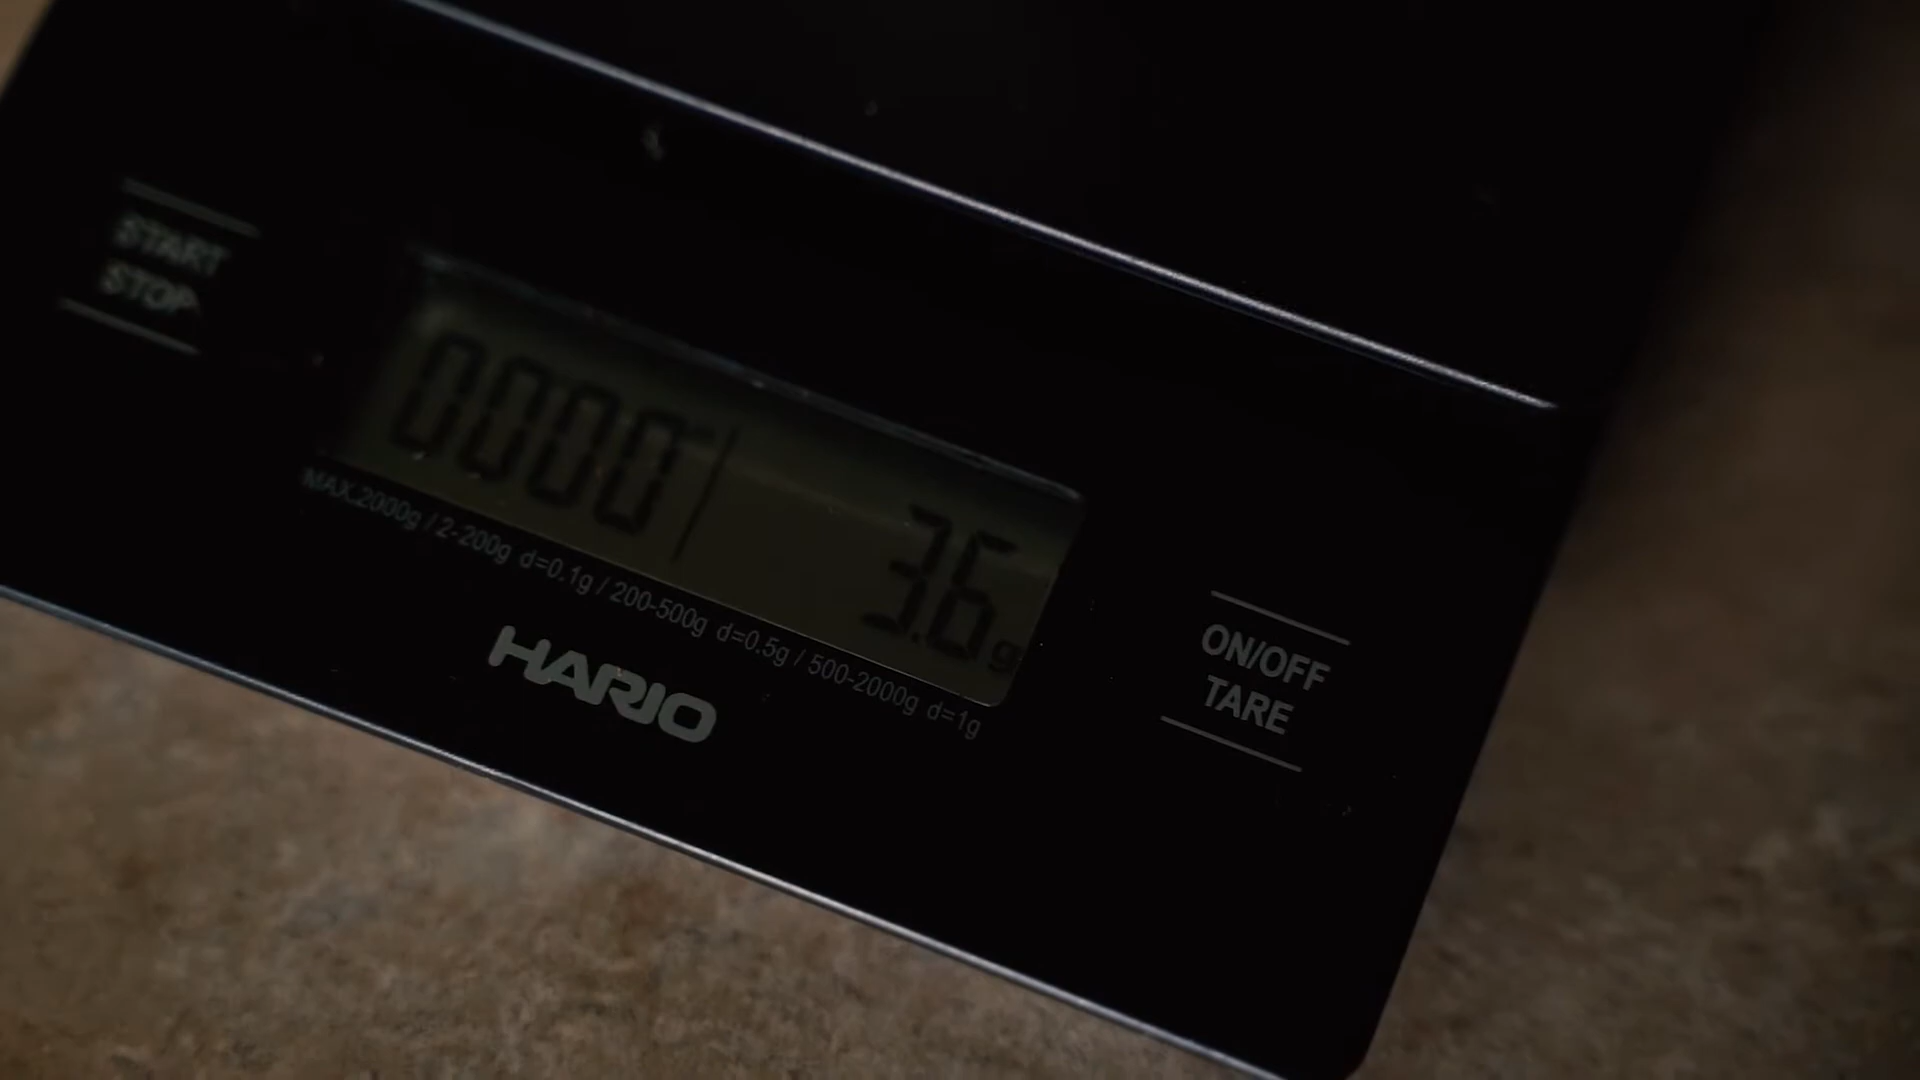 START
STOP
0000
3.6 g
MAX.2000g / 2-200g d=0.1g / 200-500g d=0.5g / 500-2000g d=1g
HARIO
ON/OFF
TARE